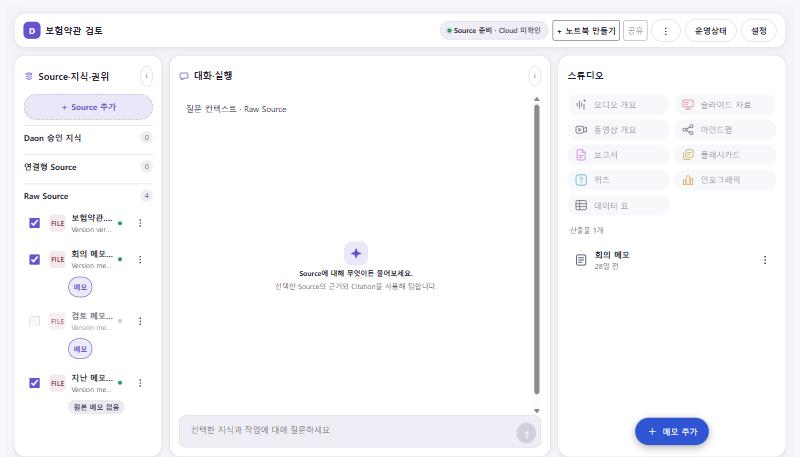 D 보험약관 검토
Source 준비 · Cloud 미확인
+ 노트북 만들기
공유
운영상태
설정
Source·지식·권위
i
+ Source 추가
Daon 승인 지식 0
연결형 Source 0
Raw Source 4
FILE 보험약관....
Version ver...
FILE 회의 메모...
Version me...
메모
FILE 검토 메모...
Version me...
메모
FILE 지난 메모...
Version me...
원본 메모 없음
대화·실행
i
질문 컨텍스트 · Raw Source
Source에 대해 무엇이든 물어보세요.
선택한 Source의 근거와 Citation을 사용해 답합니다.
선택한 지식과 작업에 대해 질문하세요
스튜디오
오디오 개요
슬라이드 자료
동영상 개요
마인드맵
보고서
플래시카드
퀴즈
인포그래픽
데이터 표
산출물 1개
회의 메모
28일 전
+ 메모 추가